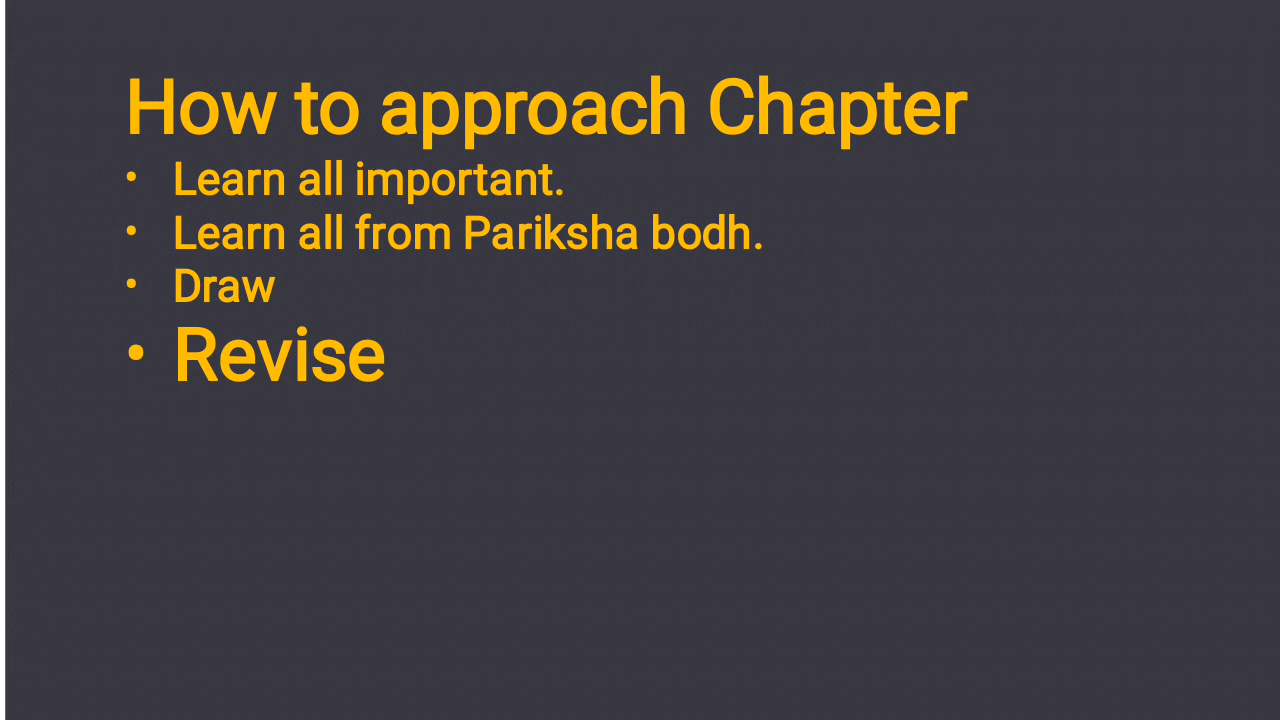 How to approach Chapter
• Learn all important.
• Learn all from Pariksha bodh.
• Draw
• Revise